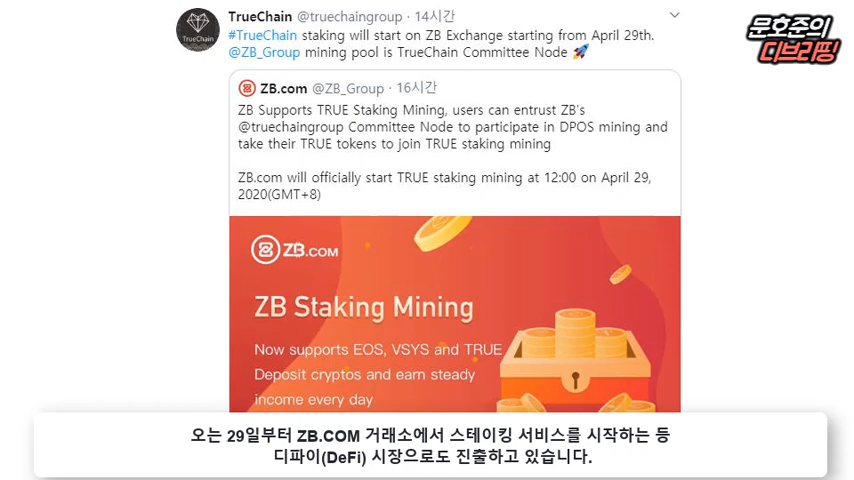 TrueChain @truechaingroup · 14시간
#TrueChain staking will start on ZB Exchange starting from April 29th.
@ZB_Group mining pool is TrueChain Committee Node 🚀
문호준의
디브리핑
TrueChain
ZB.com @ZB_Group · 16시간
ZB Supports TRUE Staking Mining, users can entrust ZB's
@truechaingroup Committee Node to participate in DPOS mining and
take their TRUE tokens to join TRUE staking mining
ZB.com will officially start TRUE staking mining at 12:00 on April 29,
2020(GMT+8)
ZB.COM
ZB Staking Mining
Now supports EOS, VSYS and TRUE
Deposit cryptos and earn steady
income every day
오는 29일부터 ZB.COM 거래소에서 스테이킹 서비스를 시작하는 등
디파이(DeFi) 시장으로도 진출하고 있습니다.